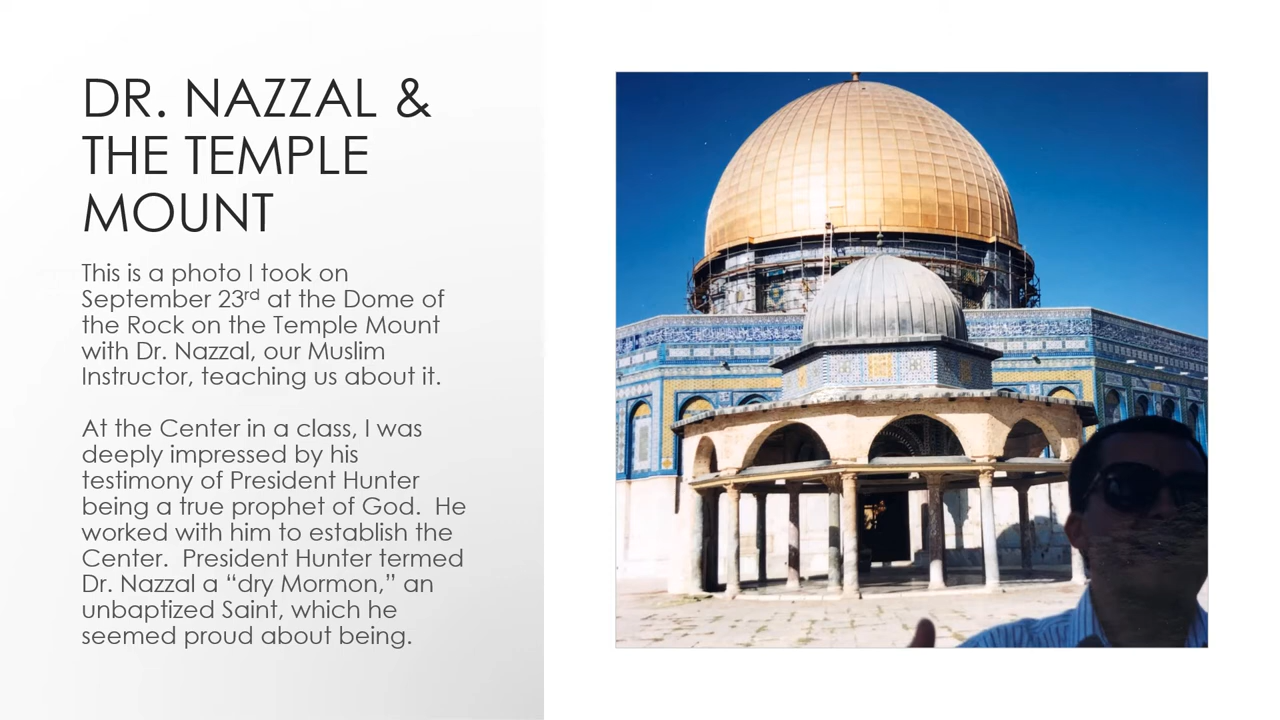 DR. NAZZAL &
THE TEMPLE
MOUNT
This is a photo I took on
September 23rd at the Dome of
the Rock on the Temple Mount
with Dr. Nazzal, our Muslim
Instructor, teaching us about it.
At the Center in a class, I was
deeply impressed by his
testimony of President Hunter
being a true prophet of God.  He
worked with him to establish the
Center.  President Hunter termed
Dr. Nazzal a “dry Mormon,” an
unbaptized Saint, which he
seemed proud about being.